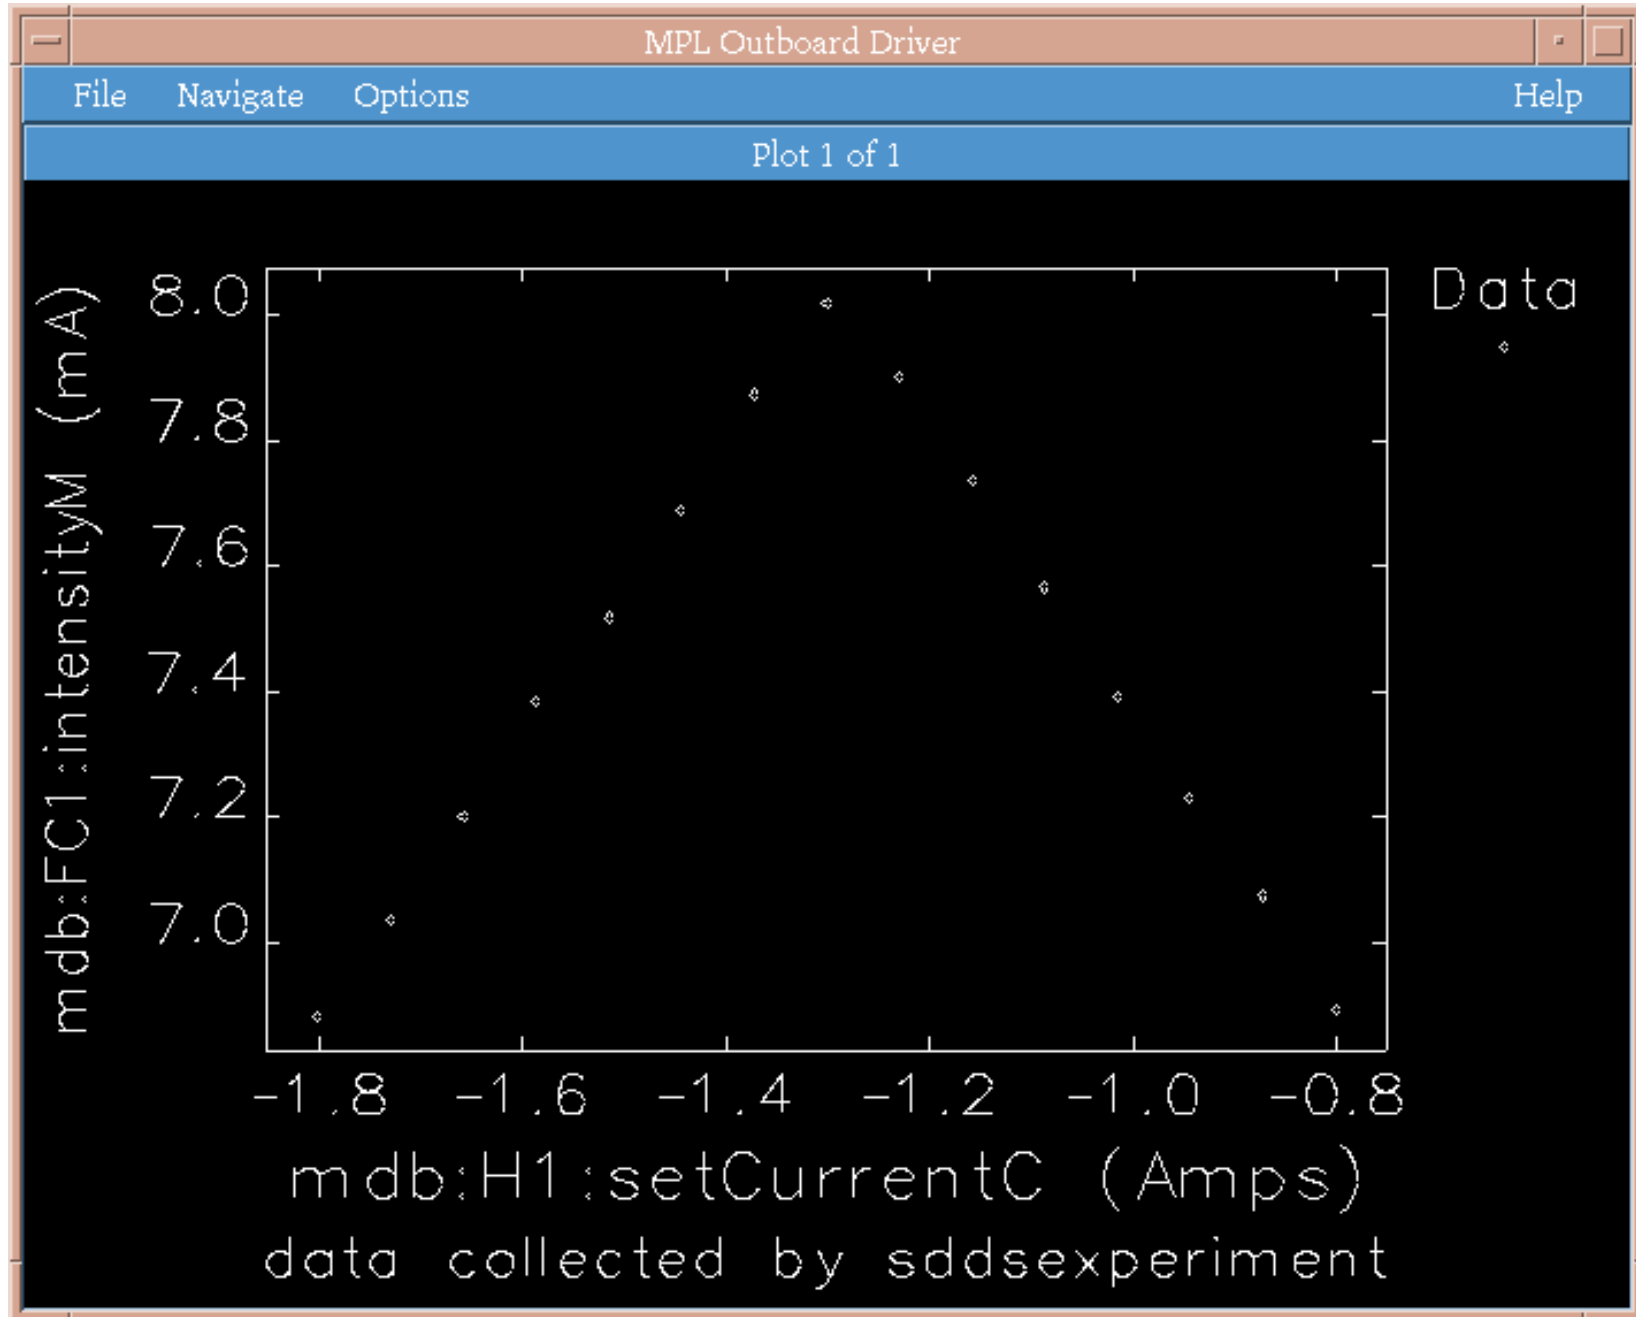 MPL Outboard Driver
File Navigate Options Help
Plot 1 of 1
Data
mdb:FC1:intensityM (mA)
8.0
7.8
7.6
7.4
7.2
7.0
-1.8 -1.6 -1.4 -1.2 -1.0 -0.8
mdb:H1:setCurrentC (Amps)
data collected by sddsexperiment